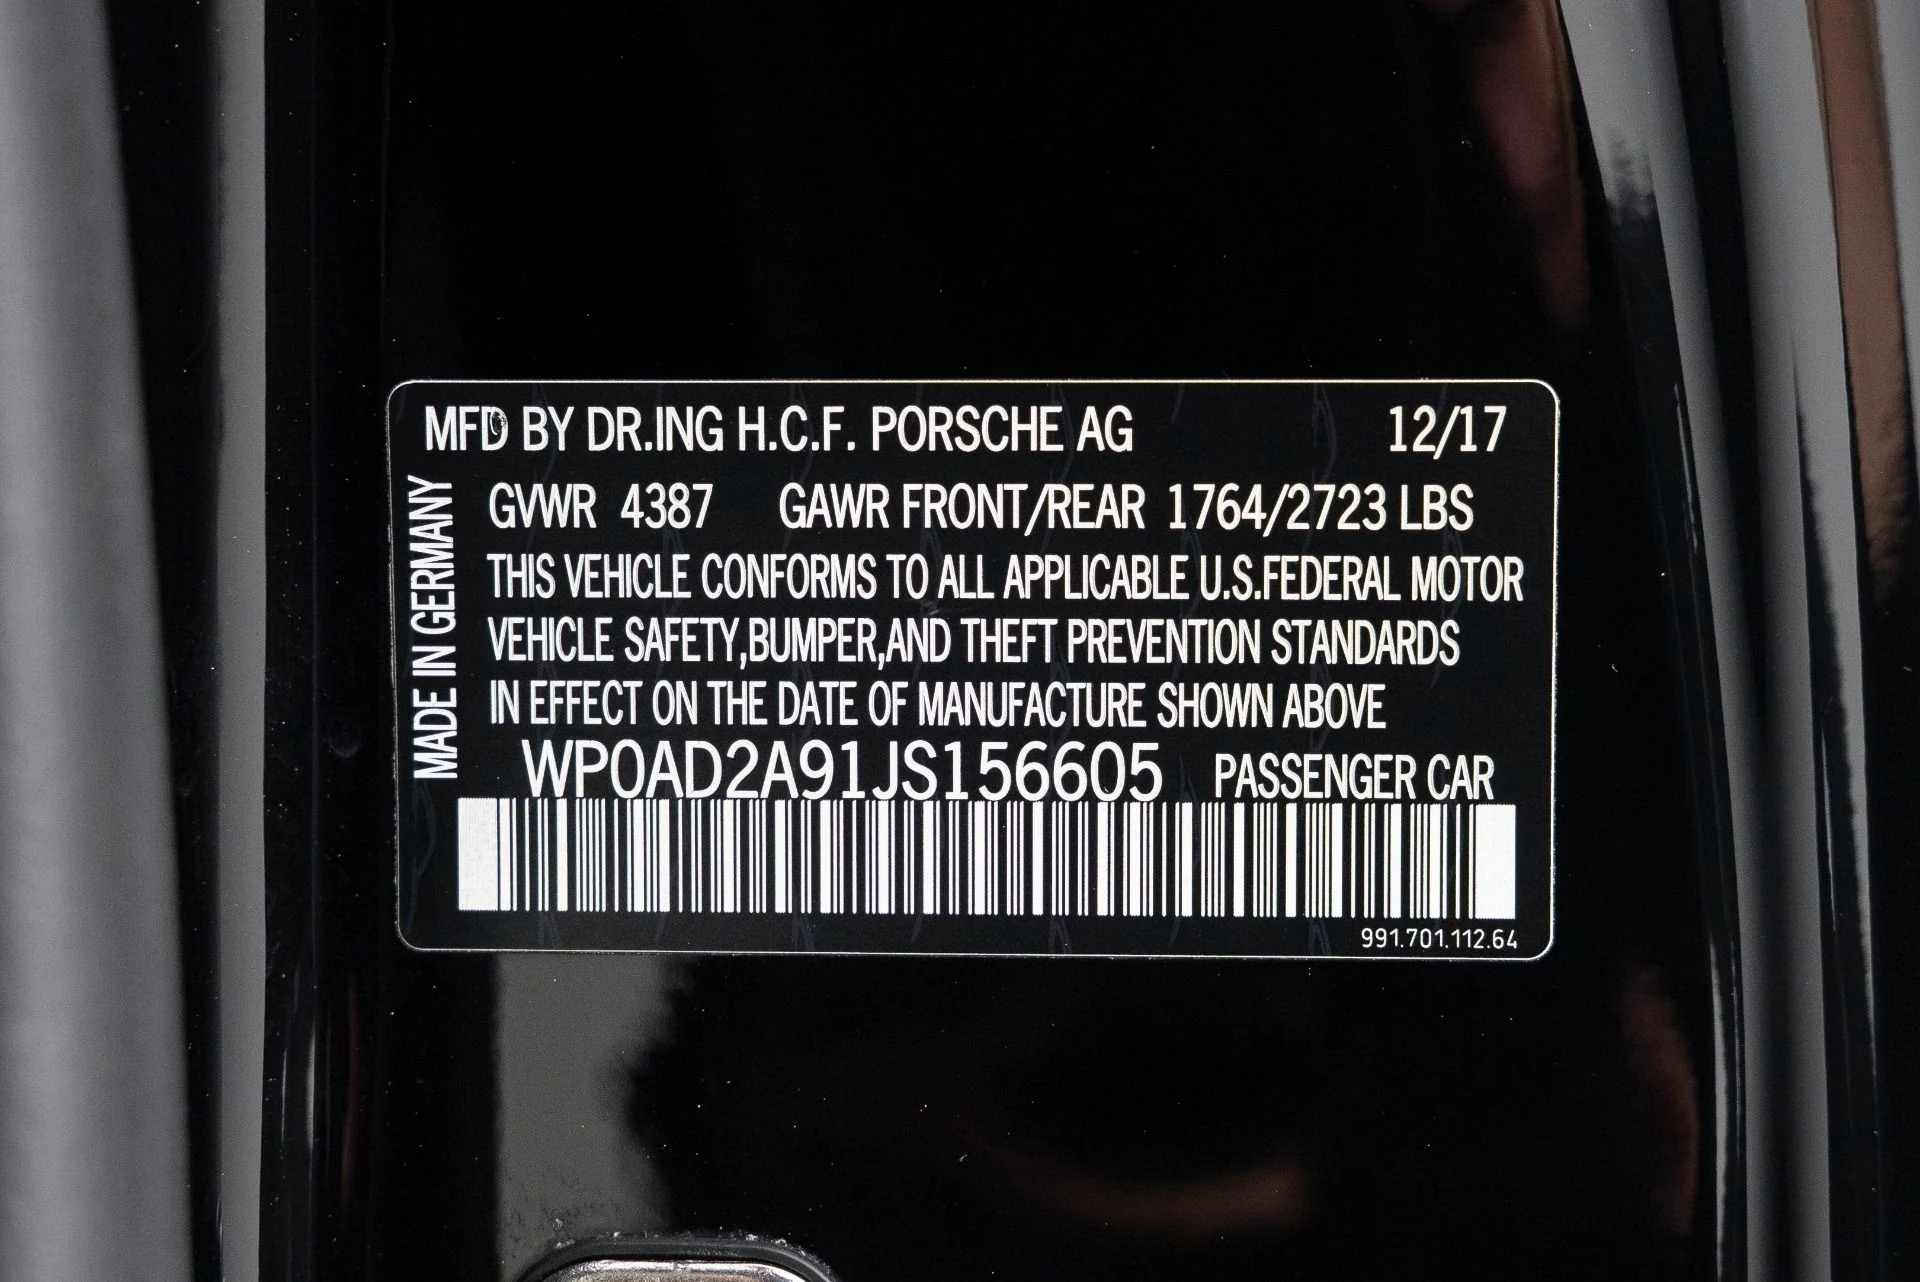 MFD BY DR.ING H.C.F. PORSCHE AG 12/17
MADE IN GERMANY
GVWR 4387 GAWR FRONT/REAR 1764/2723 LBS
THIS VEHICLE CONFORMS TO ALL APPLICABLE U.S.FEDERAL MOTOR
VEHICLE SAFETY,BUMPER,AND THEFT PREVENTION STANDARDS
IN EFFECT ON THE DATE OF MANUFACTURE SHOWN ABOVE
WP0AD2A91JS156605 PASSENGER CAR
991.701.112.64